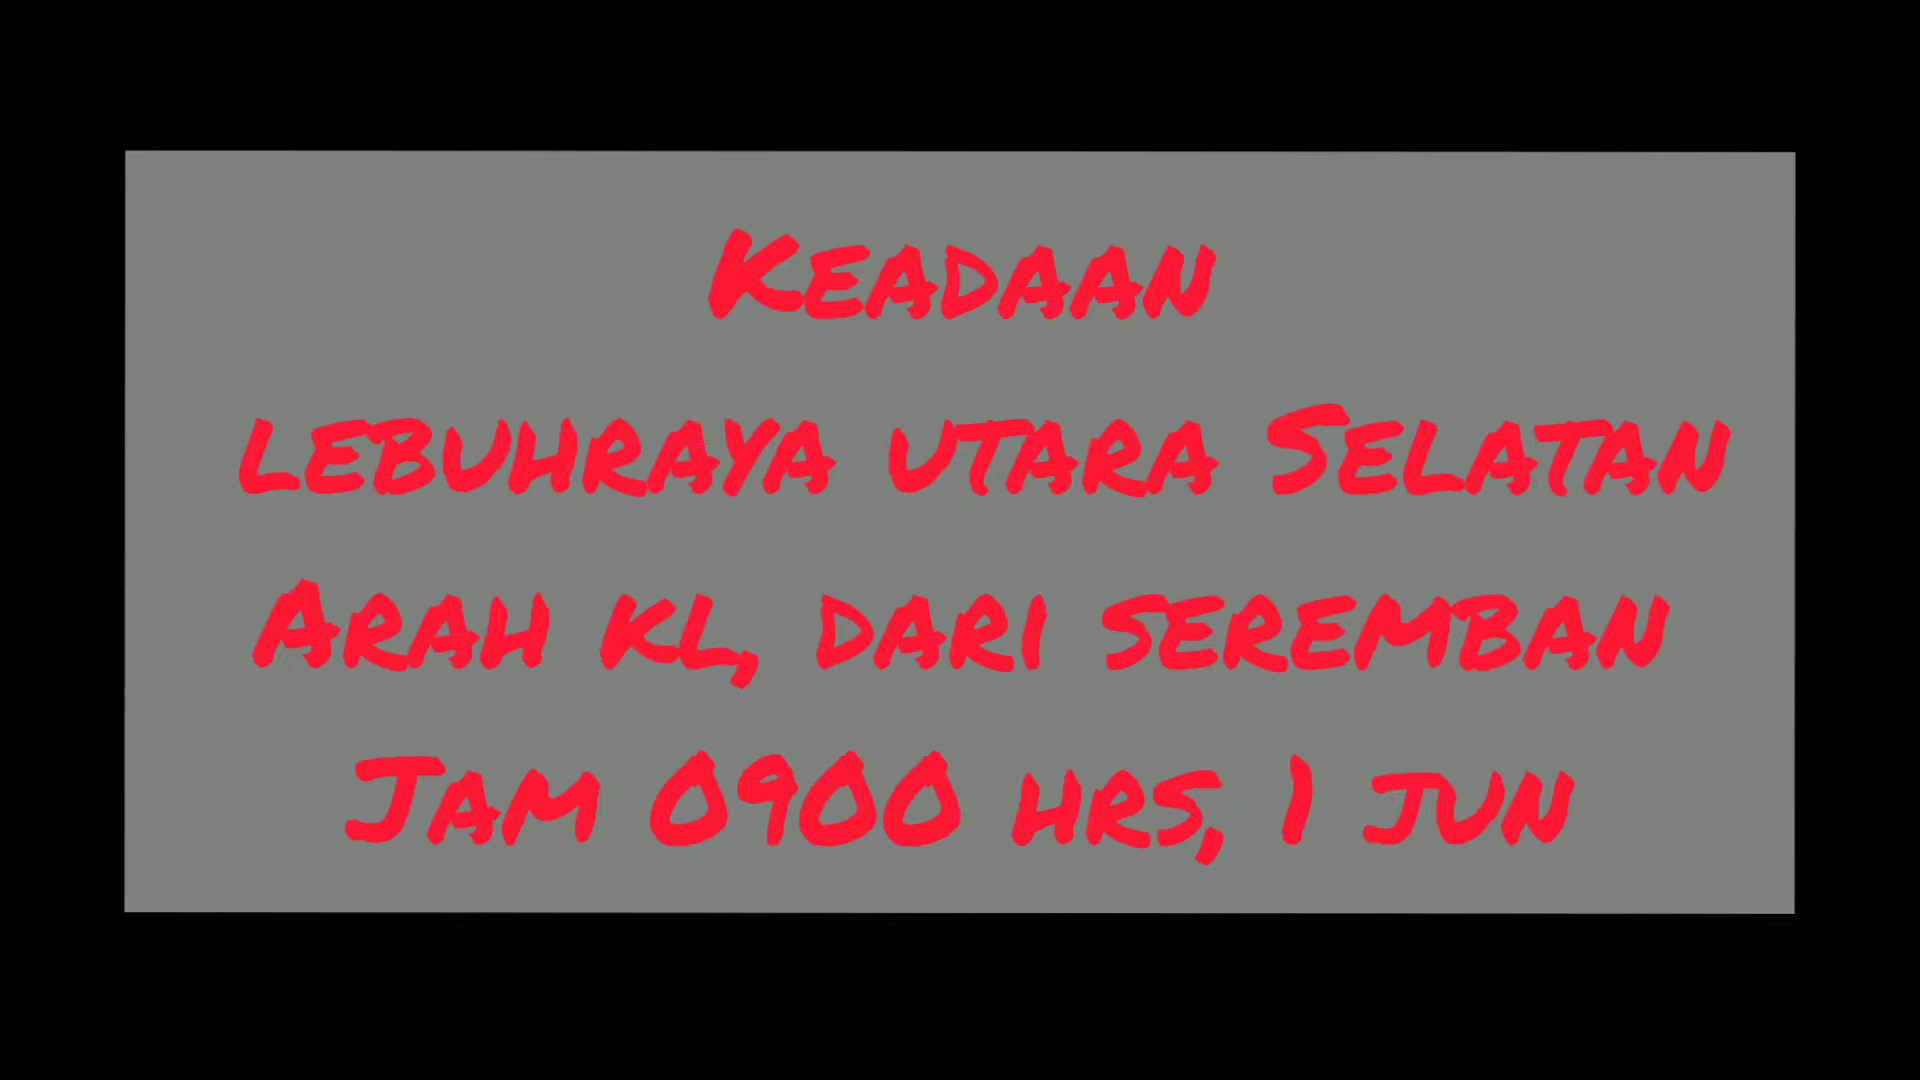 Keadaan
lebuhraya utara Selatan
Arah kl, dari seremban
Jam 0900 hrs, 1 jun